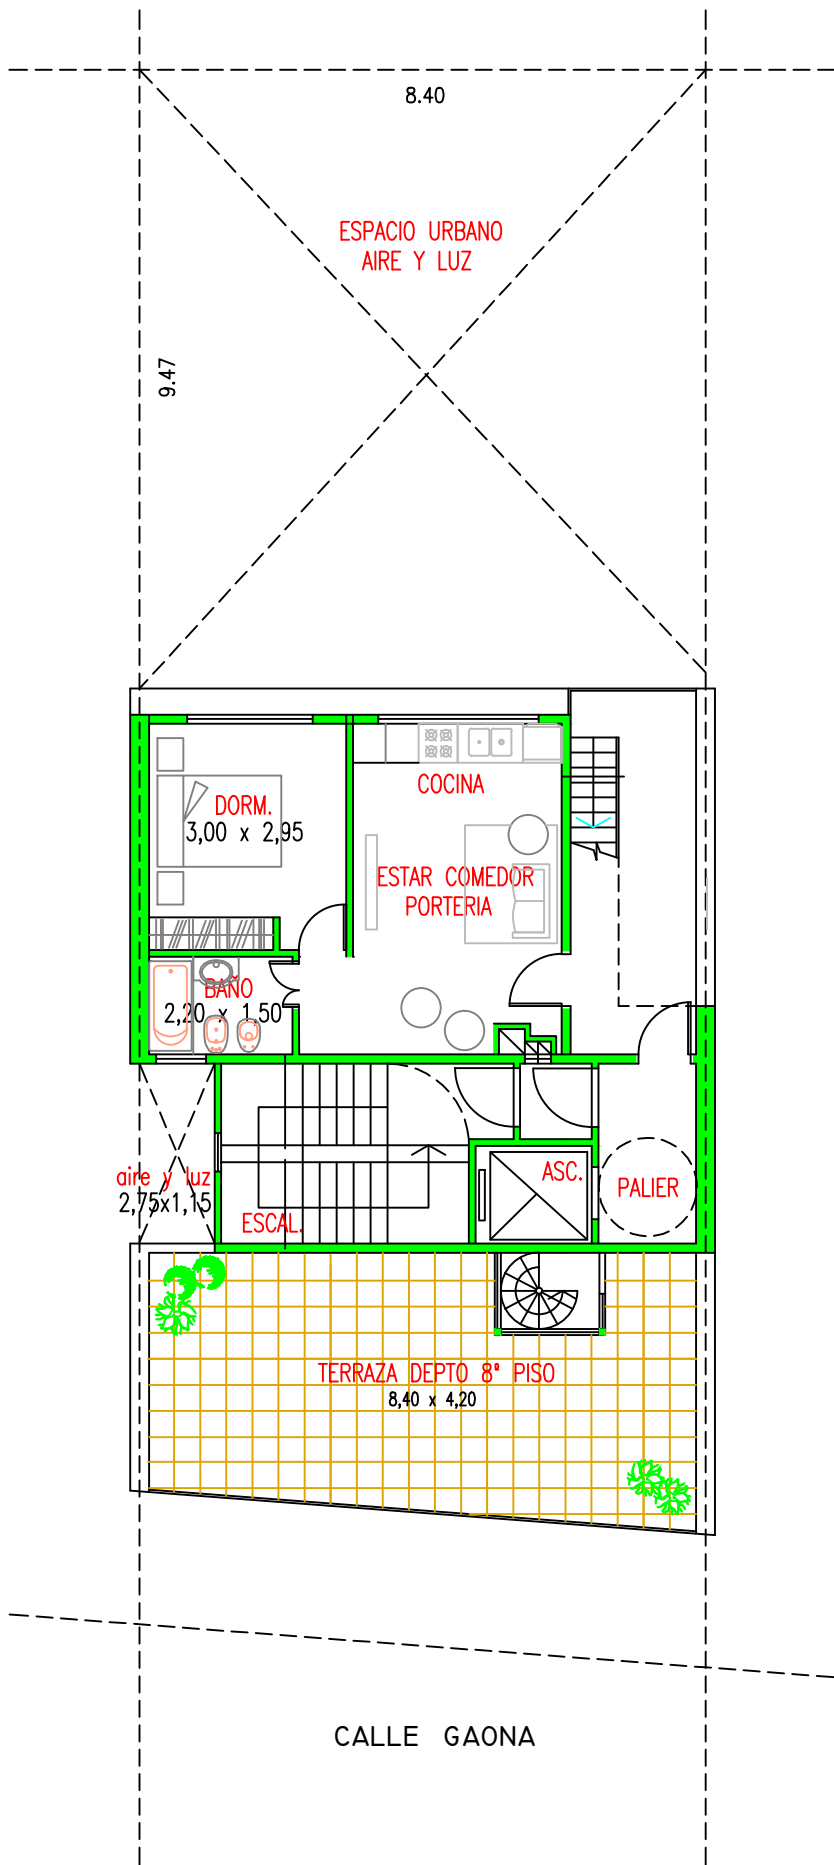 8.40
ESPACIO URBANO
AIRE Y LUZ
9.47
COCINA
DORM.
3,00 x 2,95
ESTAR COMEDOR
PORTERIA
BAÑO
2,20 x 1,50
aire y luz
2,75x1,15
ASC.
PALIER
ESCAL.
TERRAZA DEPTO 8º PISO
8,40 x 4,20
CALLE GAONA